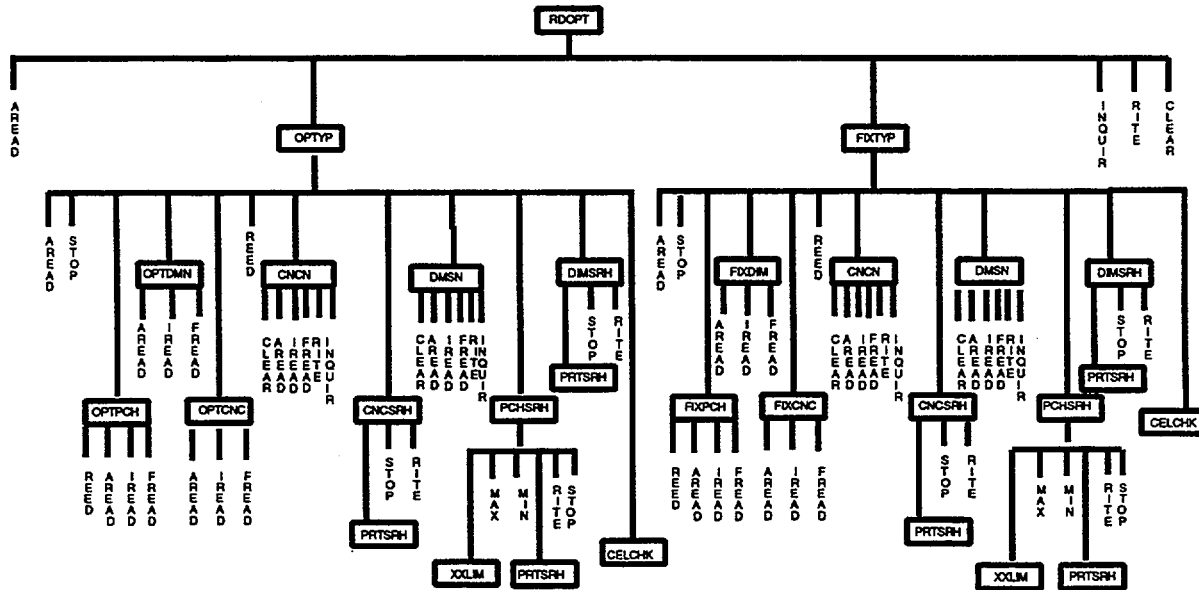 RDOPT
AREAD
OPTYP
FIXTYP
INQUIR
RITE
CLEAR
AREAD
STOP
OPTDMN
REED
CNCN
DMSN
DIMSRH
AREAD
STOP
FIXDIM
REED
CNCN
DMSN
DIMSRH
AREAD
IREAD
FREAD
CLEAR
AREAD
IREAD
FREAD
RITE
INQUIR
CLEAR
AREAD
IREAD
FREAD
RITE
INQUIR
STOP
RITE
AREAD
IREAD
FREAD
CLEAR
AREAD
IREAD
FREAD
RITE
INQUIR
CLEAR
AREAD
IREAD
FREAD
RITE
INQUIR
STOP
RITE
PRTSRH
PRTSRH
OPTPCH
OPTCNC
CNCSRH
PCHSRH
FIXPCH
FIXCNC
CNCSRH
PCHSRH
CELCHK
REED
AREAD
IREAD
FREAD
AREAD
IREAD
FREAD
STOP
RITE
MAX
MIN
RITE
STOP
REED
AREAD
IREAD
FREAD
AREAD
IREAD
FREAD
STOP
RITE
MAX
MIN
RITE
STOP
PRTSRH
PRTSRH
CELCHK
XXLIM
PRTSRH
XXLIM
PRTSRH